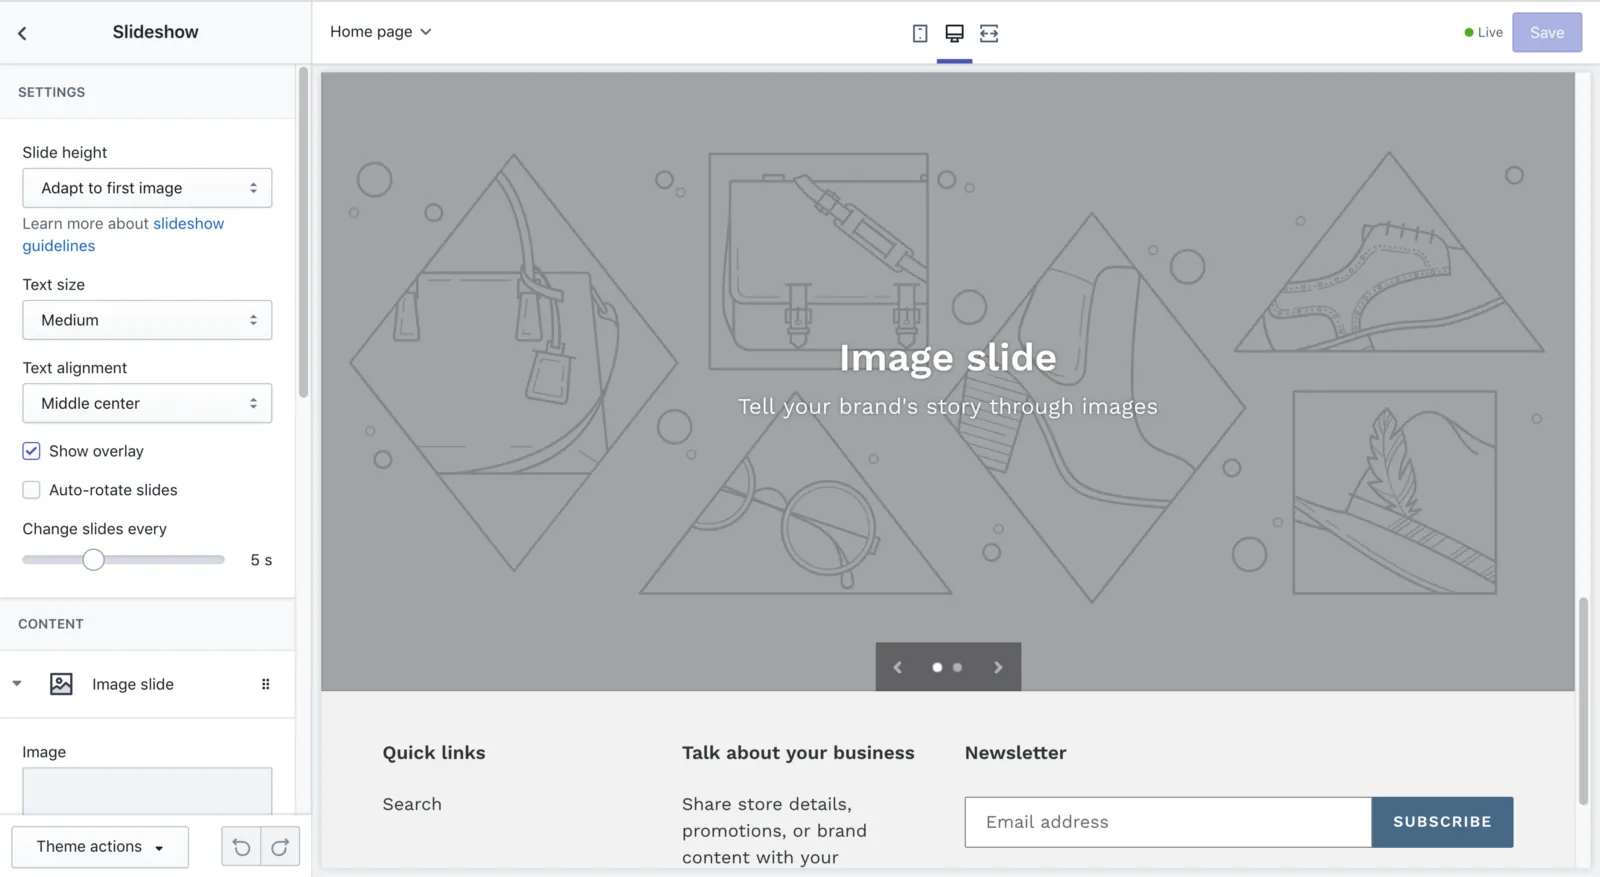 Slideshow
Home page
Live
Save
SETTINGS
Slide height
Adapt to first image
Learn more about slideshow
guidelines
Text size
Medium
Text alignment
Middle center
Show overlay
Auto-rotate slides
Change slides every
5 s
CONTENT
Image slide
Image
Theme actions
Image slide
Tell your brand's story through images
Quick links
Search
Talk about your business
Share store details,
promotions, or brand
content with your
Newsletter
Email address
SUBSCRIBE